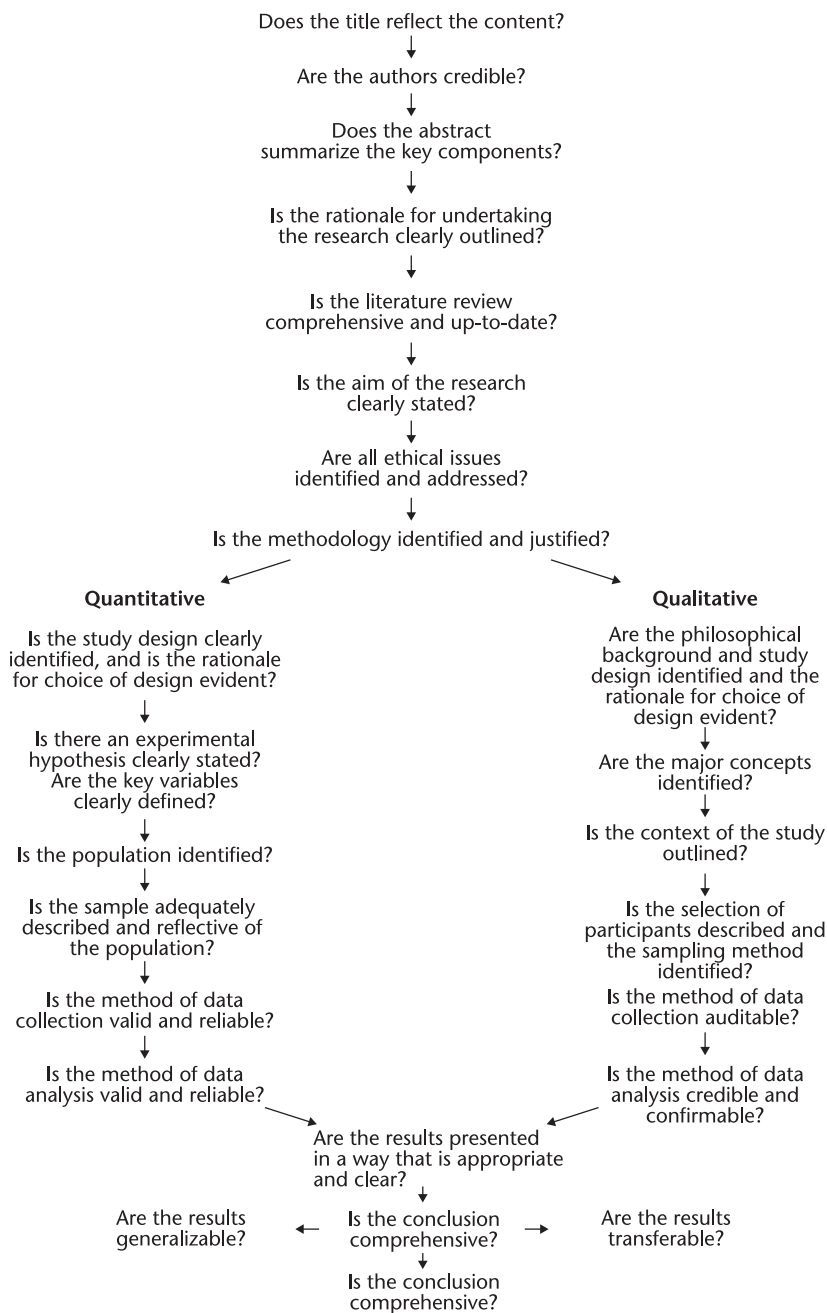 Does the title reflect the content?
Are the authors credible?
Does the abstract
summarize the key components?
Is the rationale for undertaking
the research clearly outlined?
Is the literature review
comprehensive and up-to-date?
Is the aim of the research
clearly stated?
Are all ethical issues
identified and addressed?
Is the methodology identified and justified?
Quantitative
Is the study design clearly
identified, and is the rationale
for choice of design evident?
Is there an experimental
hypothesis clearly stated?
Are the key variables
clearly defined?
Is the population identified?
Is the sample adequately
described and reflective of
the population?
Is the method of data
collection valid and reliable?
Is the method of data
analysis valid and reliable?
Qualitative
Are the philosophical
background and study
design identified and the
rationale for choice of
design evident?
Are the major concepts
identified?
Is the context of the study
outlined?
Is the selection of
participants described and
the sampling method
identified?
Is the method of data
collection auditable?
Is the method of data
analysis credible and
confirmable?
Are the results presented
in a way that is appropriate
and clear?
Are the results
generalizable?
Is the conclusion
comprehensive?
Are the results
transferable?
Is the conclusion
comprehensive?